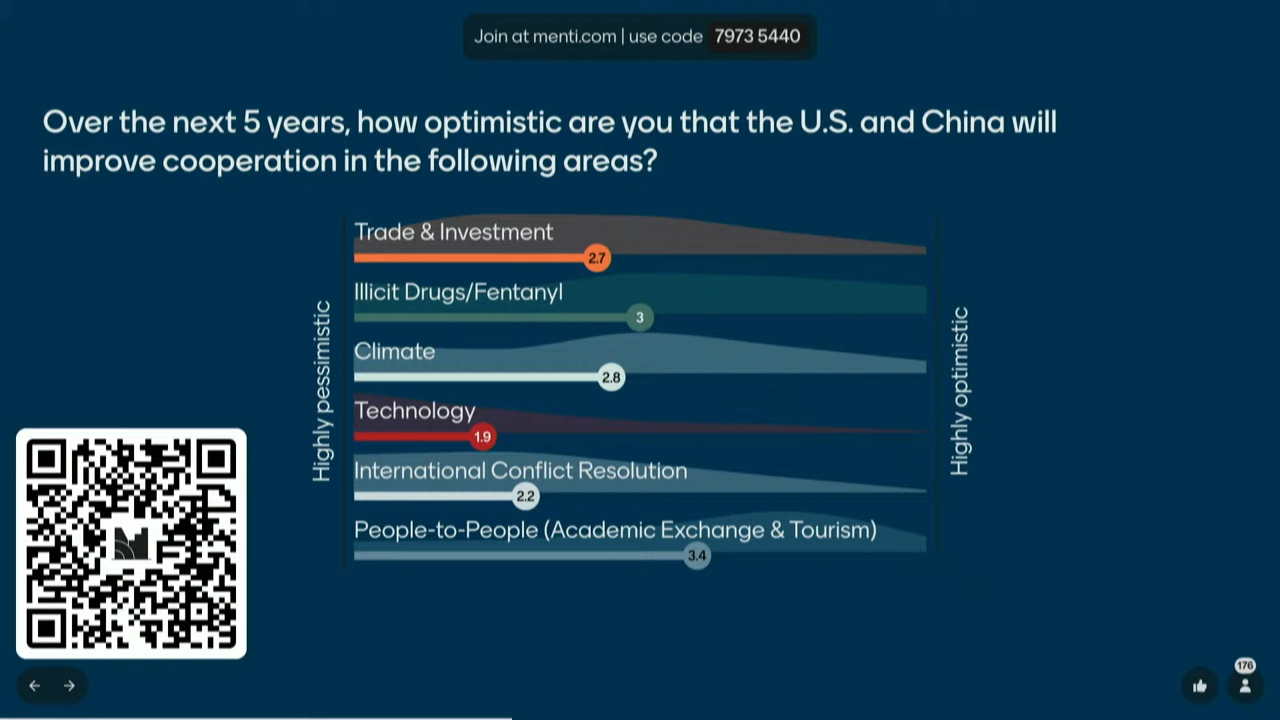 Join at menti.com | use code 7973 5440
Over the next 5 years, how optimistic are you that the U.S. and China will
improve cooperation in the following areas?
Highly pessimistic
Trade & Investment
2.7
Illicit Drugs/Fentanyl
3
Climate
2.8
Technology
1.9
International Conflict Resolution
2.2
People-to-People (Academic Exchange & Tourism)
3.4
Highly optimistic
176